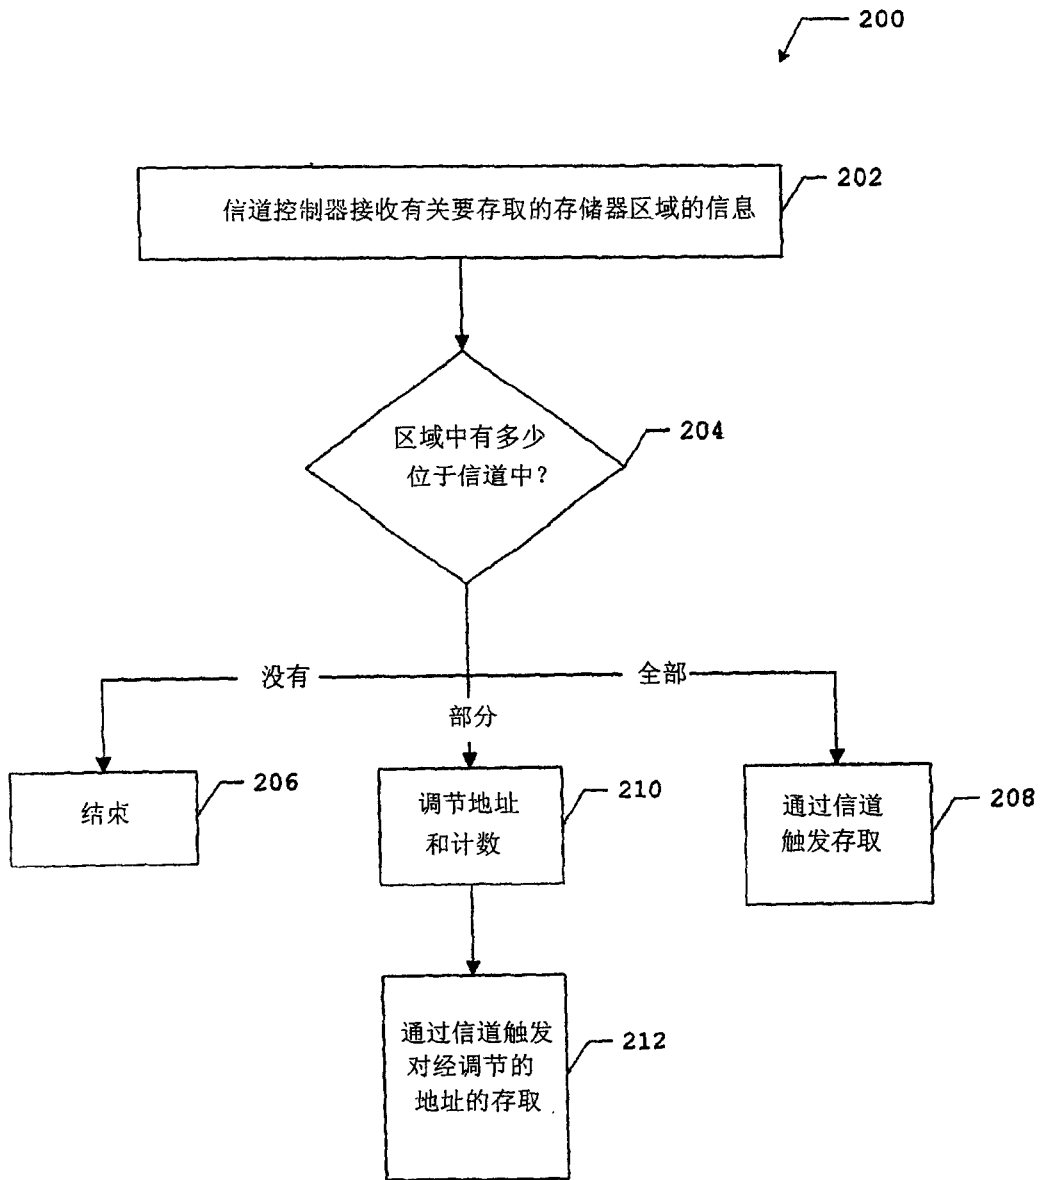 200
信道控制器接收有关要存取的存储器区域的信息
202
区域中有多少
位于信道中?
204
没有
部分
全部
结束
206
调节地址
和计数
210
通过信道
触发存取
208
通过信道触发
对经调节的
地址的存取
212